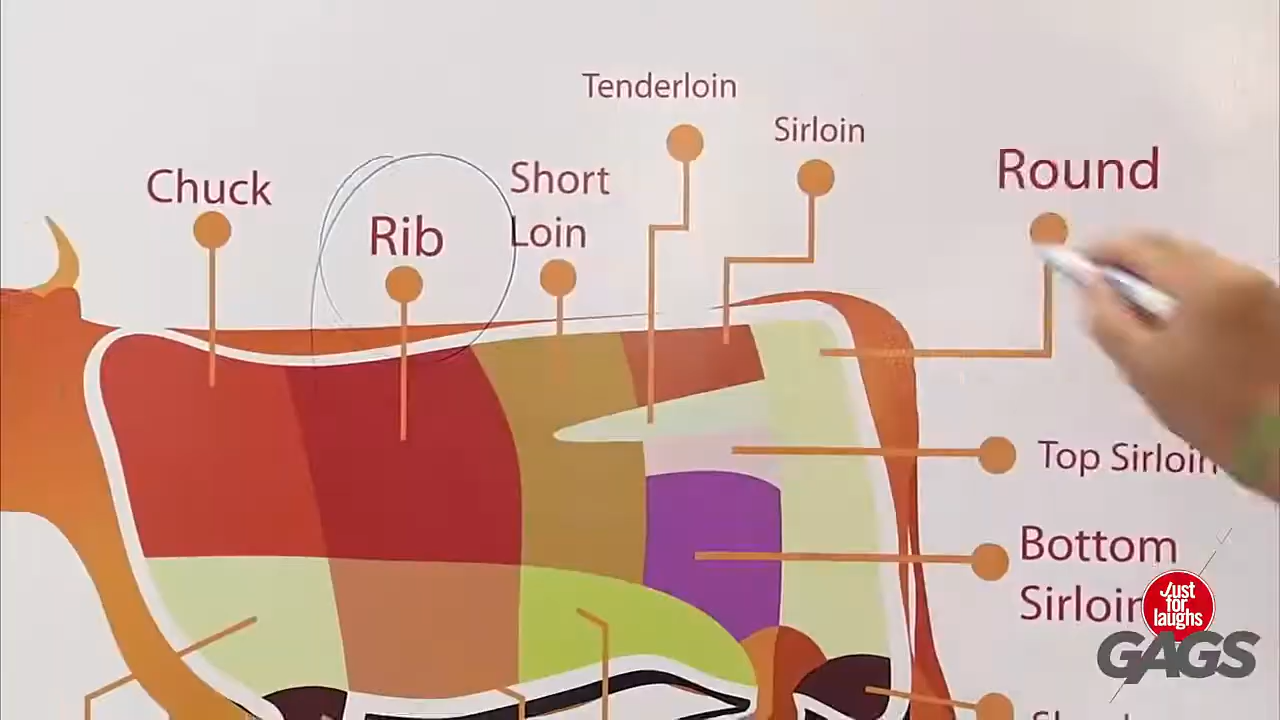 Tenderloin
Sirloin
Round
Chuck
Short
Loin
Rib
Top Sirloin
Bottom
Sirloin
Just
for
laughs
GAGS